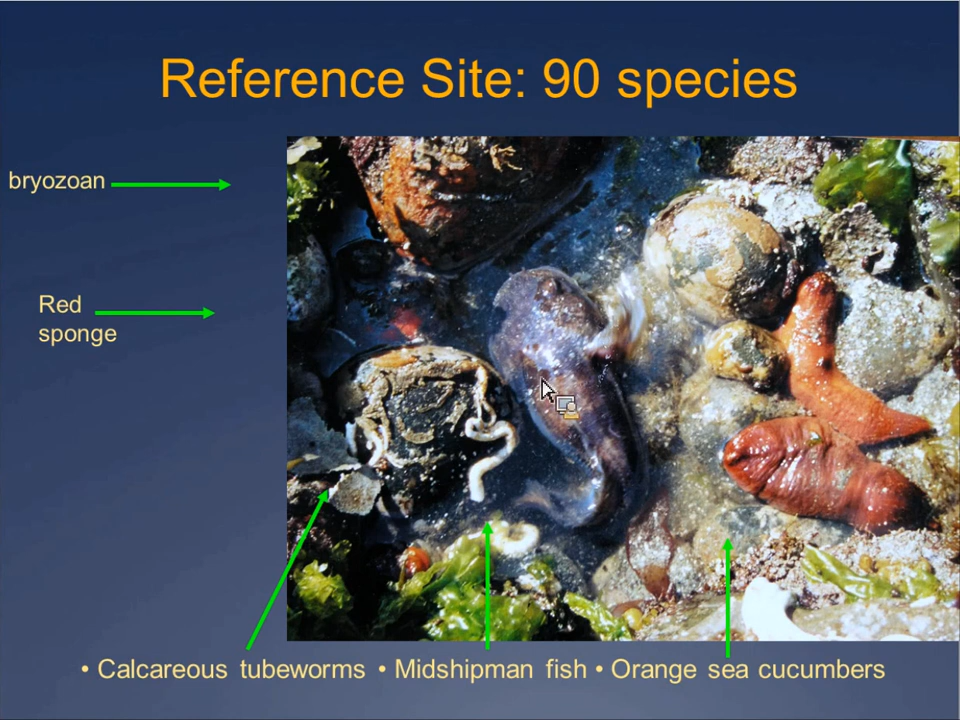 Reference Site: 90 species
bryozoan
Red
sponge
• Calcareous tubeworms • Midshipman fish • Orange sea cucumbers